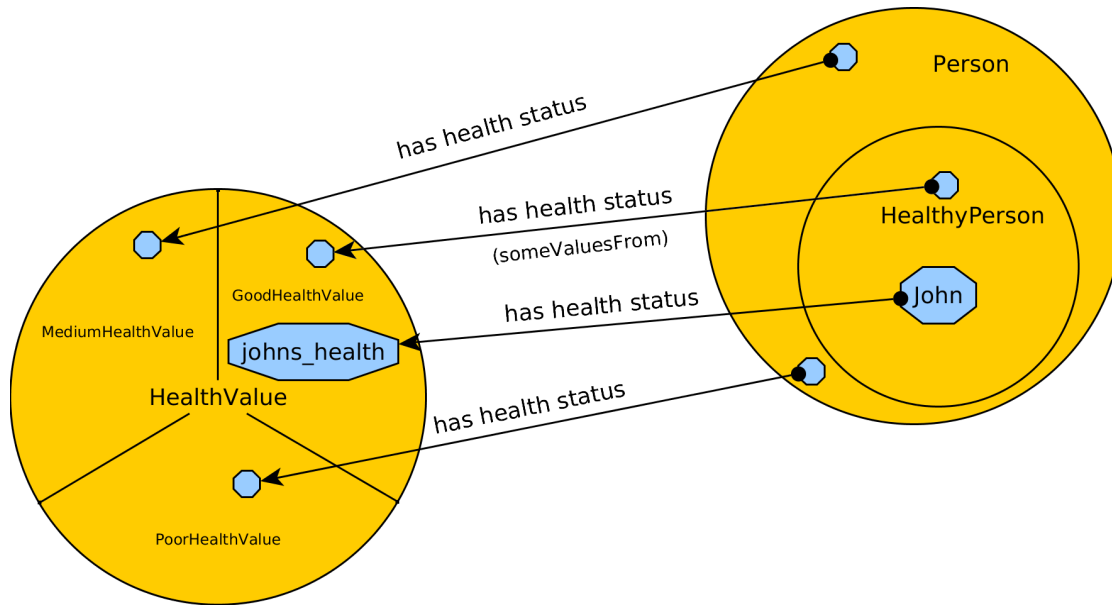 Person
has health status
has health status
HealthyPerson
(someValuesFrom)
GoodHealthValue
John
has health status
MediumHealthValue
johns_health
HealthValue
has health status
PoorHealthValue